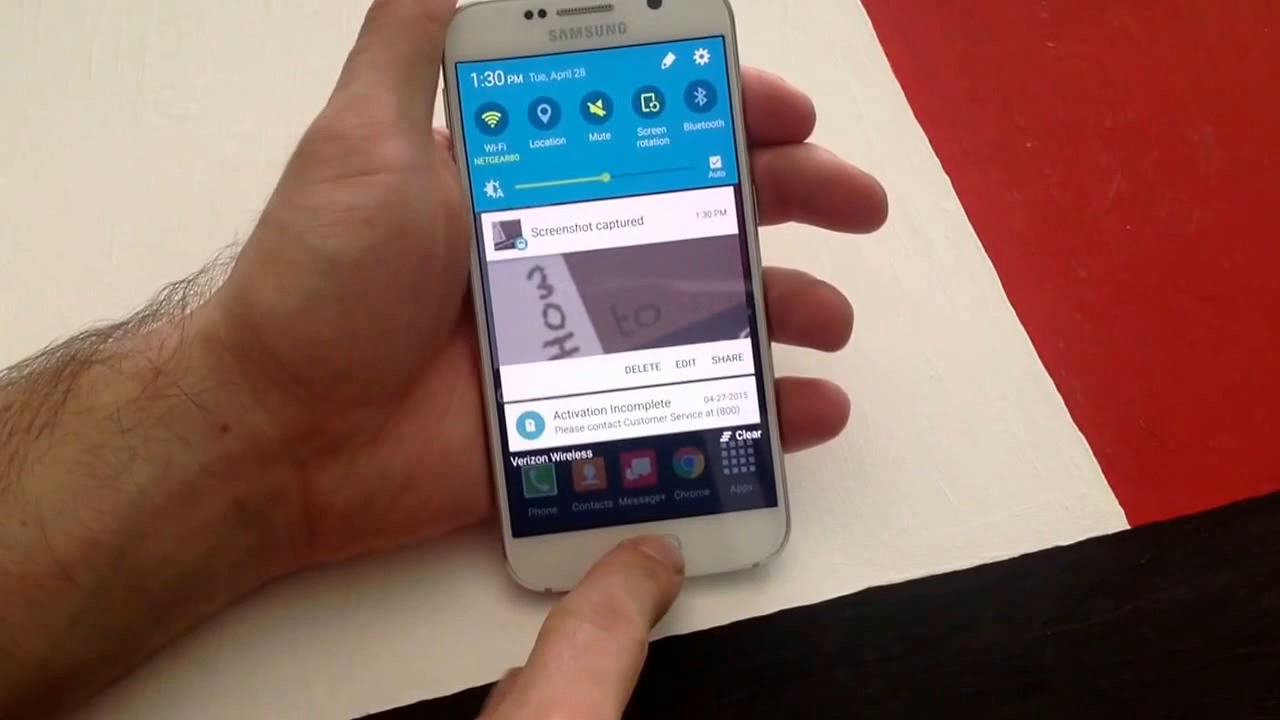 SAMSUNG
1:30 PM Tue, April 28
Wi-Fi
NETGEAR80
Location
Mute
Screen rotation
Bluetooth
Auto
Screenshot captured 1:30 PM
How
to
DELETE EDIT SHARE
Activation Incomplete 04-27-2015
Please contact Customer Service at (800)
Clear
Verizon Wireless
Phone Contacts Message+ Chrome Apps